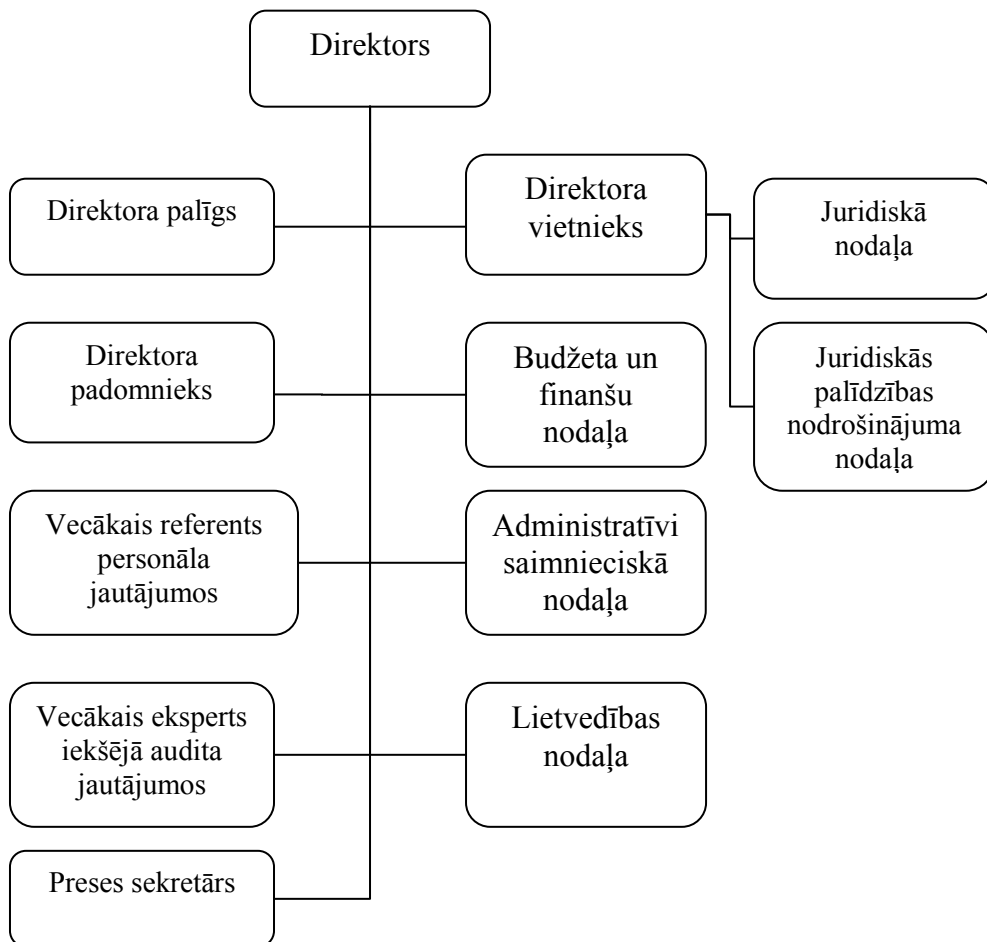 Direktors
Direktora palīgs
Direktora
vietnieks
Juridiskā
nodaļa
Direktora
padomnieks
Budžeta un
finanšu
nodaļa
Juridiskās
palīdzības
nodrošinājuma
nodaļa
Vecākais referents
personāla
jautājumos
Administratīvi
saimnieciskā
nodaļa
Vecākais eksperts
iekšējā audita
jautājumos
Lietvedības
nodaļa
Preses sekretārs